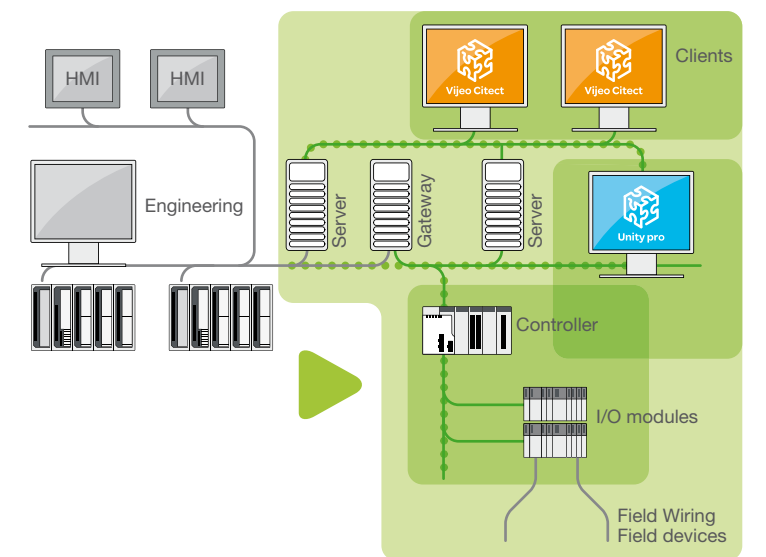 HMI
HMI
Vijeo Citect
Vijeo Citect
Clients
Engineering
Server
Gateway
Server
Unity pro
Controller
I/O modules
Field Wiring
Field devices